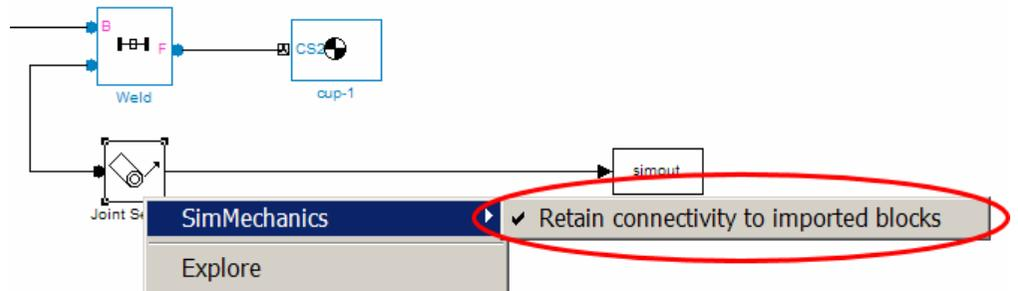 B
F
CS2
Weld
cup-1
simout
Joint Se
SimMechanics
Retain connectivity to imported blocks
Explore